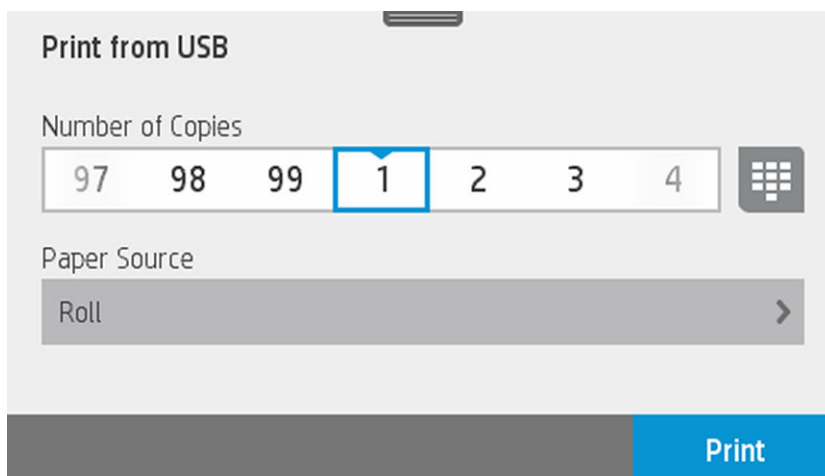 Print from USB
Number of Copies
97 98 99 1 2 3 4
Paper Source
Roll
Print